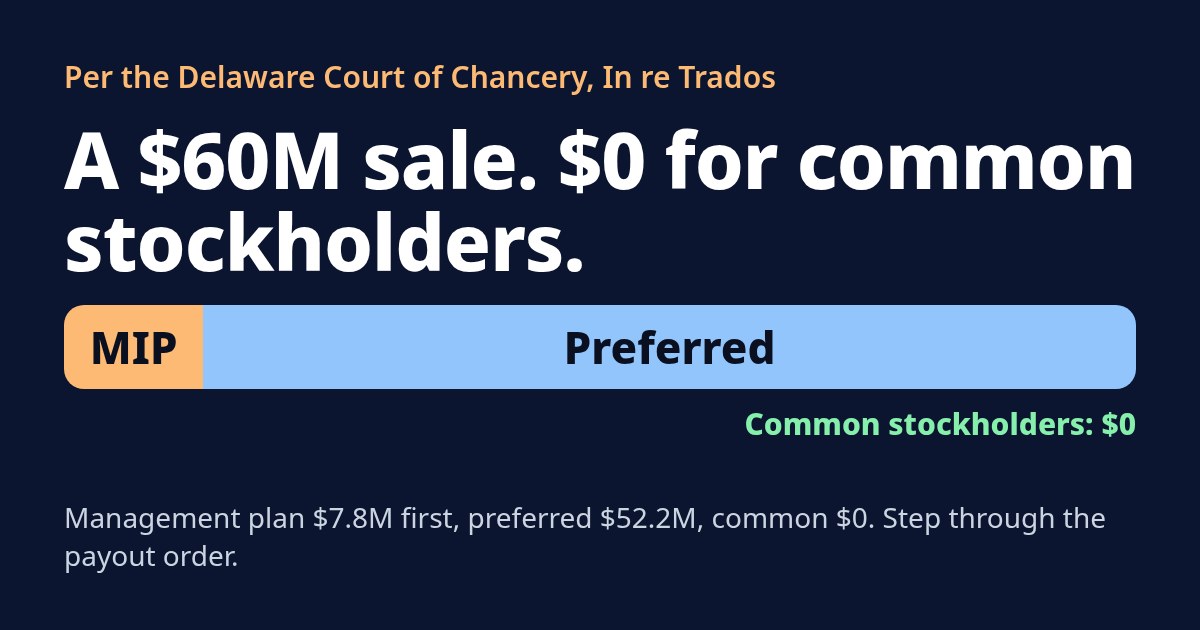 Per the Delaware Court of Chancery, In re Trados
A $60M sale. $0 for common
stockholders.
MIP
Preferred
Common stockholders: $0
Management plan $7.8M first, preferred $52.2M, common $0. Step through the
payout order.